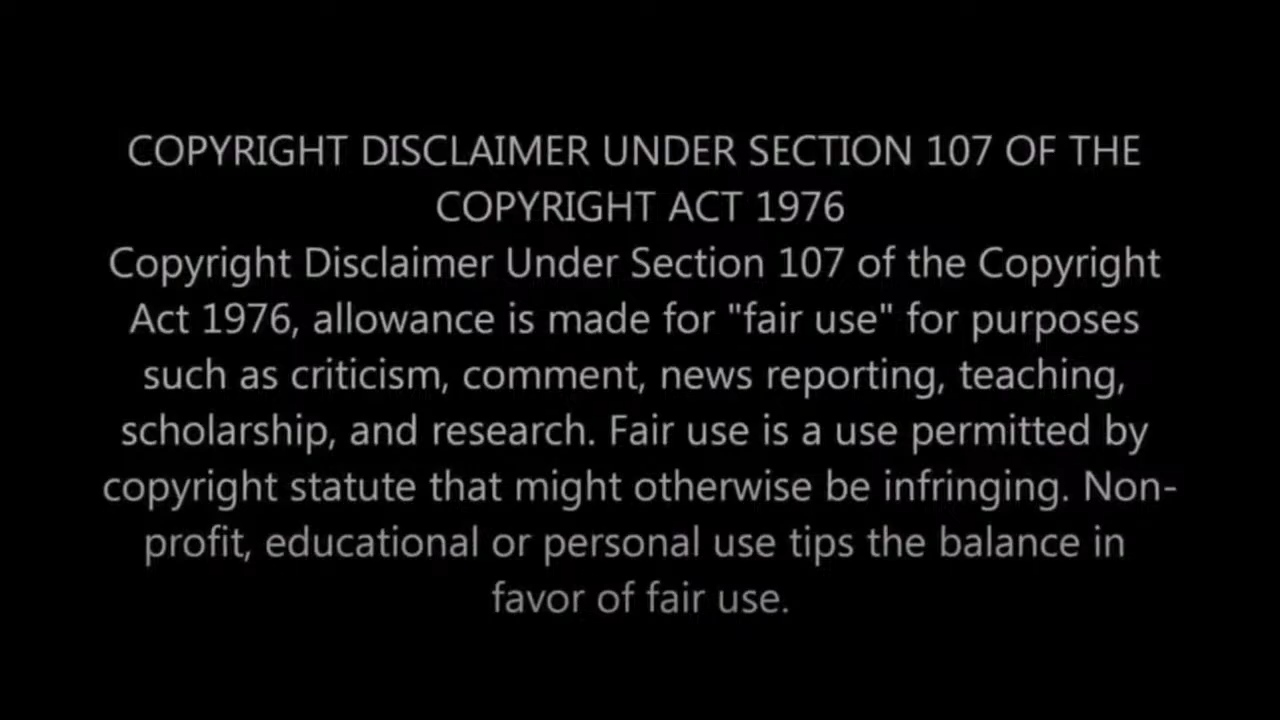 COPYRIGHT DISCLAIMER UNDER SECTION 107 OF THE
COPYRIGHT ACT 1976
Copyright Disclaimer Under Section 107 of the Copyright
Act 1976, allowance is made for "fair use" for purposes
such as criticism, comment, news reporting, teaching,
scholarship, and research. Fair use is a use permitted by
copyright statute that might otherwise be infringing. Non-
profit, educational or personal use tips the balance in
favor of fair use.